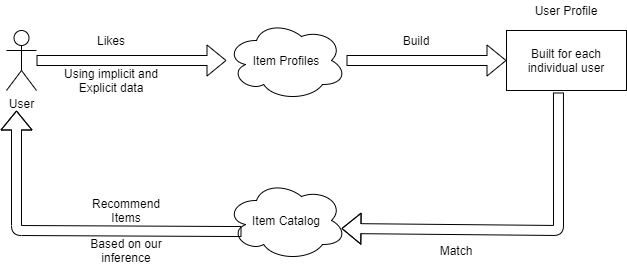 User Profile
Likes
Build
Item Profiles
Built for each
individual user
Using implicit and
Explicit data
User
Recommend
Items
Item Catalog
Based on our
inference
Match